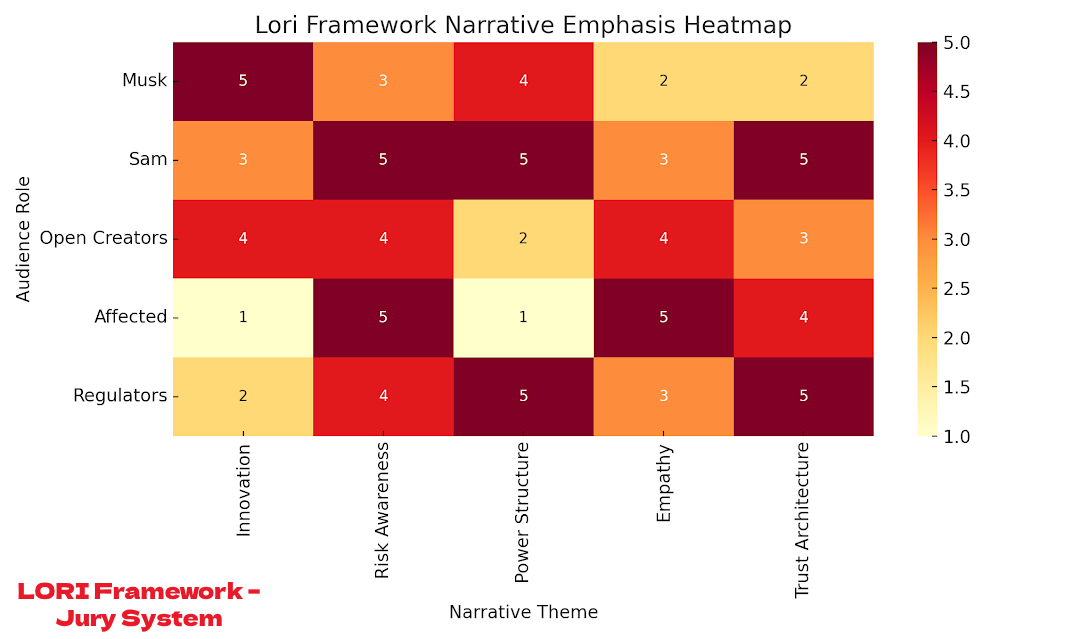 Lori Framework Narrative Emphasis Heatmap
Audience Role
Musk 5 3 4 2 2
Sam 3 5 5 3 5
Open Creators 4 4 2 4 3
Affected 1 5 1 5 4
Regulators 2 4 5 3 5
Innovation
Risk Awareness
Power Structure
Empathy
Trust Architecture
Narrative Theme
5.0
4.5
4.0
3.5
3.0
2.5
2.0
1.5
1.0
LORI Framework -
Jury System